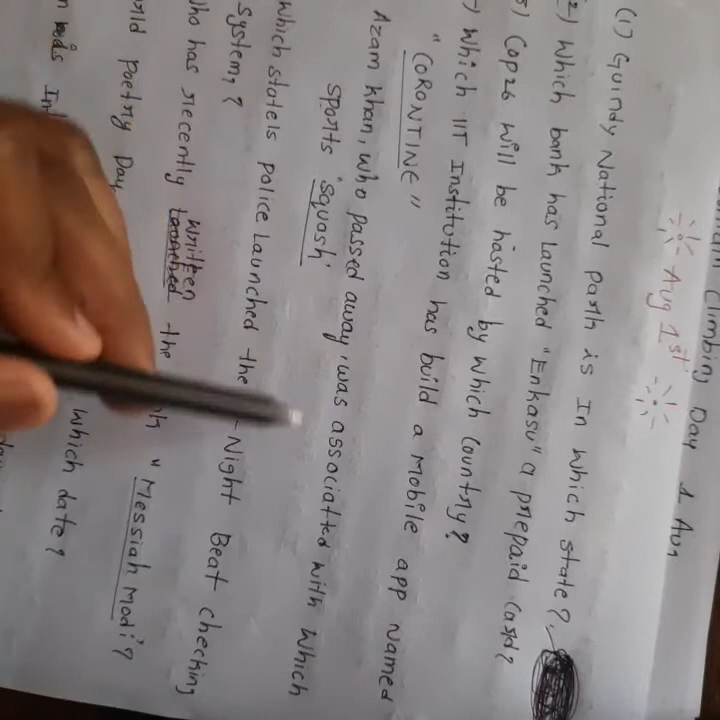 Climbing Day 1 Aug
Aug 1st
(1) Guindy National park is In which state?
2) Which bank has Launched "Enkasu" a prepaid card?
3) Cop26 will be hosted by which Country?
Which IIT Institution has build a mobile app named
"CORONTINE"
Azam Khan, who passed away, was associatted with which
sports 'squash'
which state's police Launched the Night Beat checking
system,?
who has recently Launched written the "Messiah Modi'?
poetry Day which date?